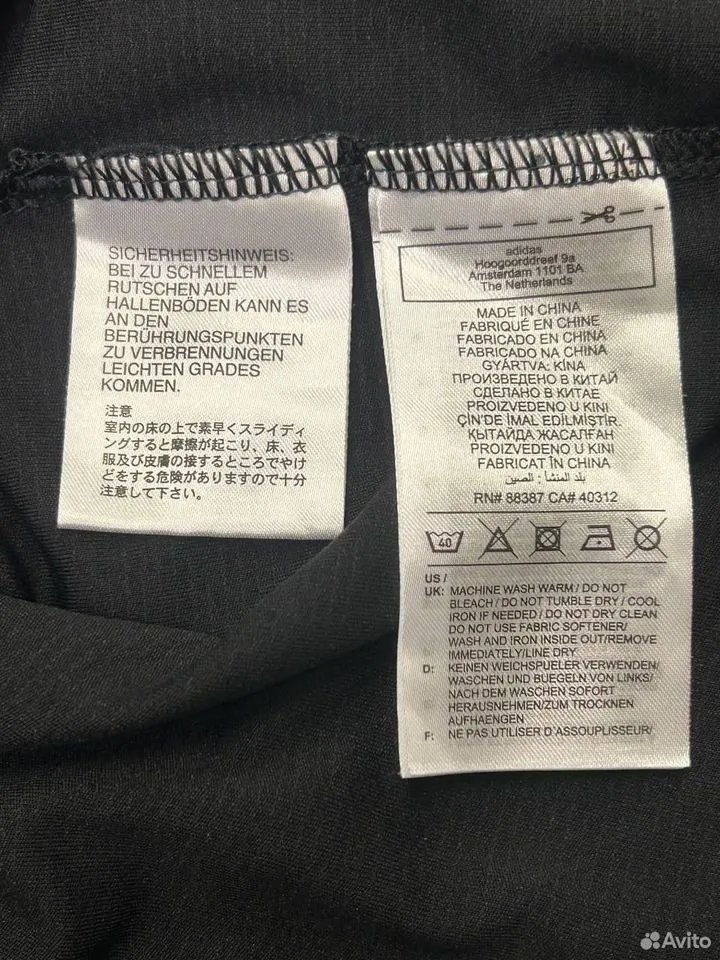 SICHERHEITSHINWEIS:
BEI ZU SCHNELLEM
RUTSCHEN AUF
HALLENBÖDEN KANN ES
AN DEN
BERÜHRUNGSPUNKTEN
ZU VERBRENNUNGEN
LEICHTEN GRADES
KOMMEN.
注意
室内の床の上で素早くスライディ
ングすると摩擦が起こり、床、衣
服及び皮膚の接するところでやけ
どをする危険がありますので十分
注意して下さい。
adidas
Hoogoorddreef 9a
Amsterdam 1101 BA
The Netherlands
MADE IN CHINA
FABRIQUÉ EN CHINE
FABRICADO EN CHINA
FABRICADO NA CHINA
GYÁRTVA: KÍNA
ПРОИЗВЕДЕНО В КИТАЙ
СДЕЛАНО В КИТАЕ
PROIZVEDENO U KINI
ÇIN'DE İMAL EDİLMİŞTİR.
ҚЫТАЙДА ЖАСАЛҒАН
PROIZVEDENO U KINI
FABRICAT ÎN CHINA
بلد المنشأ : الصين
RN# 88387 CA# 40312
40
US /
UK: MACHINE WASH WARM / DO NOT
BLEACH / DO NOT TUMBLE DRY / COOL
IRON IF NEEDED / DO NOT DRY CLEAN
DO NOT USE FABRIC SOFTENER/
WASH AND IRON INSIDE OUT/REMOVE
IMMEDIATELY/LINE DRY
D: KEINEN WEICHSPUELER VERWENDEN/
WASCHEN UND BUEGELN VON LINKS/
NACH DEM WASCHEN SOFORT
HERAUSNEHMEN/ZUM TROCKNEN
AUFHAENGEN
F: NE PAS UTILISER D'ASSOUPLISSEUR/
Avito